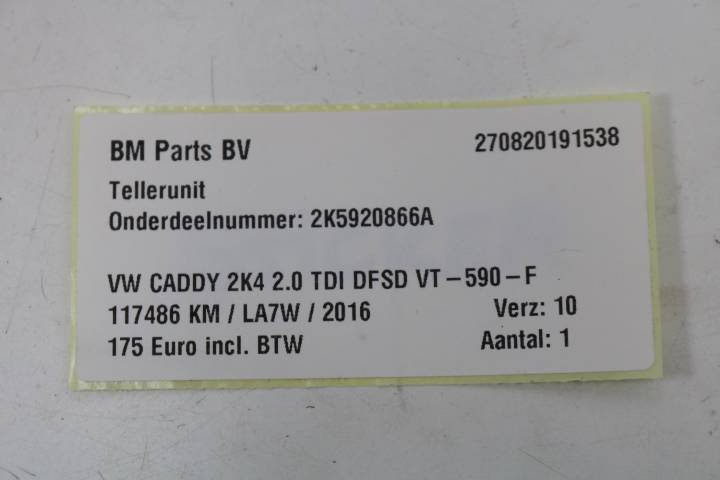 BM Parts BV 270820191538
Tellerunit
Onderdeelnummer: 2K5920866A
VW CADDY 2K4 2.0 TDI DFSD VT-590-F
117486 KM / LA7W / 2016 Verz: 10
175 Euro incl. BTW Aantal: 1